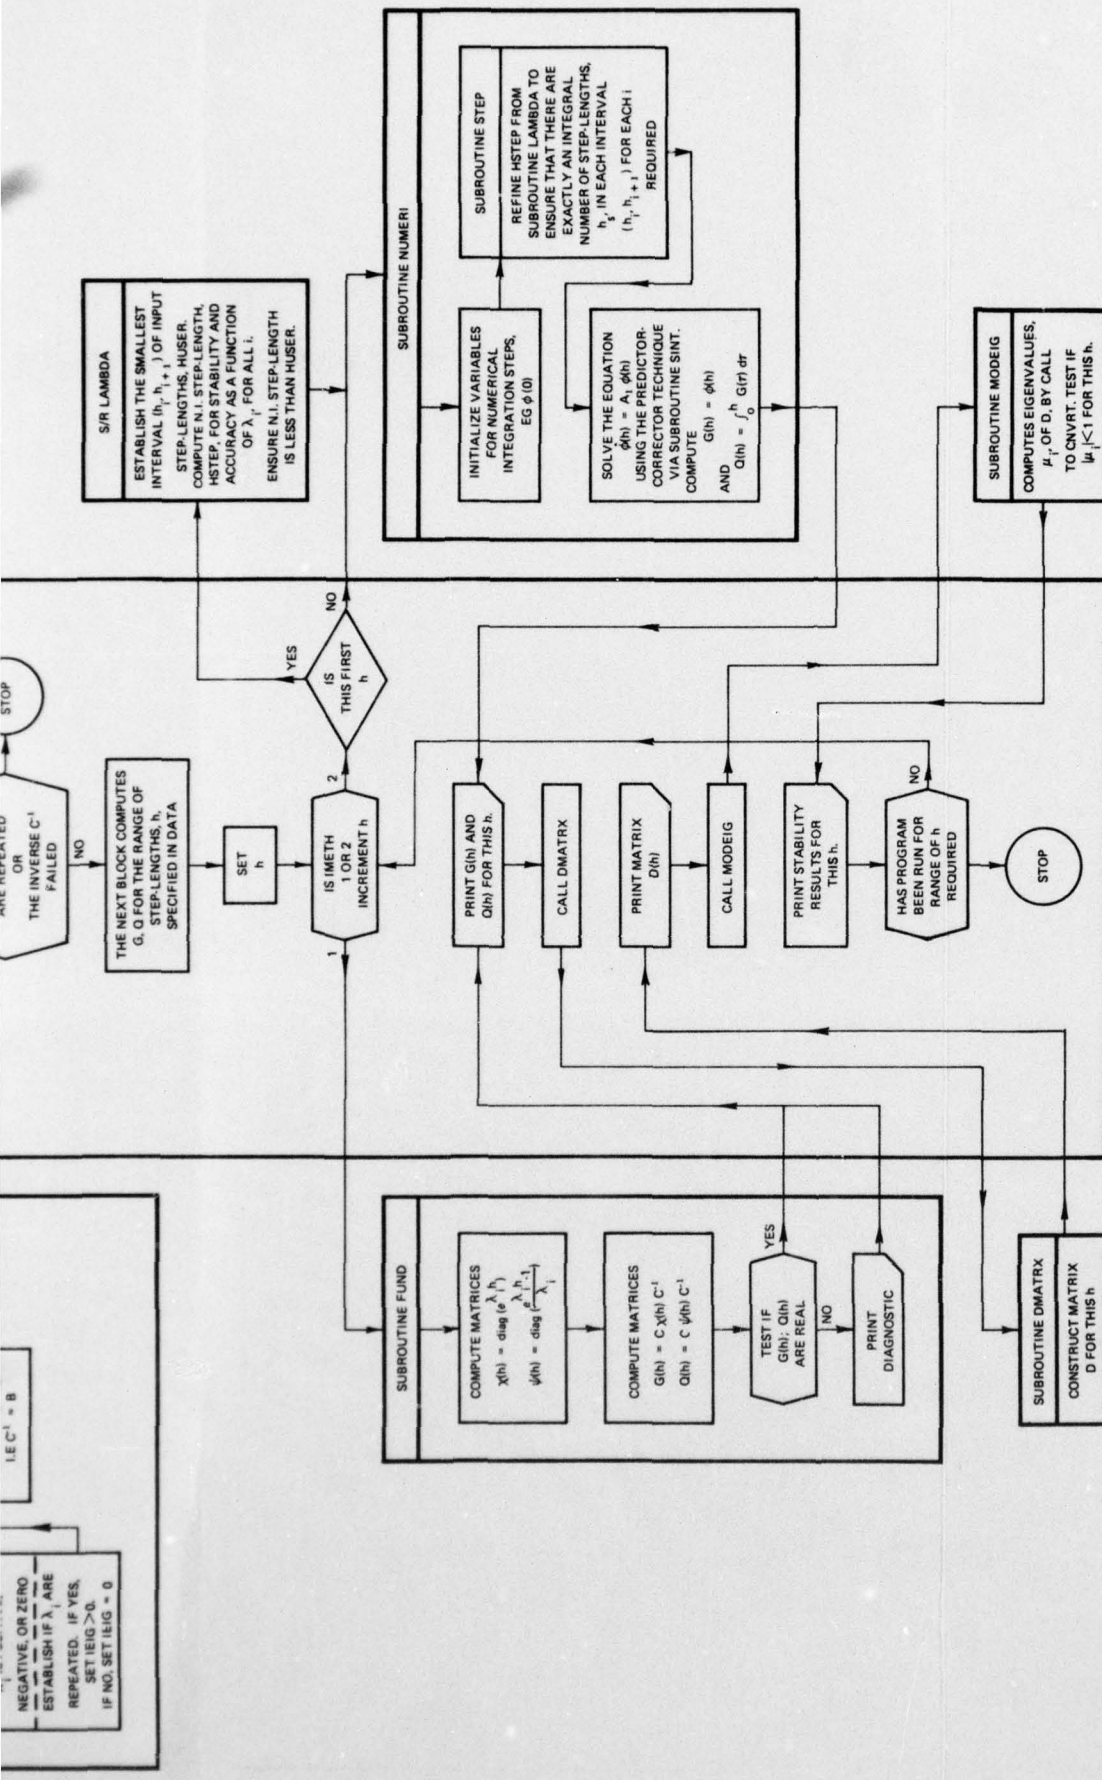 NEGATIVE, OR ZERO
ESTABLISH IF λi ARE
REPEATED. IF YES,
SET IEIG >0.
IF NO, SET IEIG = 0
I.E C⁻¹ = B
ARE REPEATED
OR
THE INVERSE C⁻¹
FAILED
STOP
NO
THE NEXT BLOCK COMPUTES
G, Q FOR THE RANGE OF
STEP-LENGTHS, h,
SPECIFIED IN DATA
SET
h
IS IMETH
1 OR 2
INCREMENT h
1
2
IS
THIS FIRST
h
YES
NO
S/R LAMBDA
ESTABLISH THE SMALLEST
INTERVAL (hi, hi+1) OF INPUT
STEP-LENGTHS, HUSER.
COMPUTE N.I. STEP-LENGTH,
HSTEP, FOR STABILITY AND
ACCURACY AS A FUNCTION
OF λi, FOR ALL i.
ENSURE N.I. STEP-LENGTH
IS LESS THAN HUSER.
SUBROUTINE NUMERI
INITIALIZE VARIABLES
FOR NUMERICAL
INTEGRATION STEPS,
EG ϕ(0)
SUBROUTINE STEP
REFINE HSTEP FROM
SUBROUTINE LAMBDA TO
ENSURE THAT THERE ARE
EXACTLY AN INTEGRAL
NUMBER OF STEP-LENGTHS,
hs, IN EACH INTERVAL
(hi, hi+1) FOR EACH i
REQUIRED
SOLVE THE EQUATION
ϕ̇(h) = A₁ ϕ(h)
USING THE PREDICTOR-
CORRECTOR TECHNIQUE
VIA SUBROUTINE SINT.
COMPUTE
G(h) = ϕ(h)
AND
Q(h) = ∫₀ʰ G(τ) dτ
SUBROUTINE FUND
COMPUTE MATRICES
χ(h) = diag (e^λih)
ψ(h) = diag (e^λih-1/λi)
COMPUTE MATRICES
G(h) = C χ(h) C⁻¹
Q(h) = C ψ(h) C⁻¹
TEST IF
G(h); Q(h)
ARE REAL
YES
NO
PRINT
DIAGNOSTIC
PRINT G(h) AND
Q(h) FOR THIS h.
CALL DMATRX
PRINT MATRIX
D(h)
CALL MODEIG
PRINT STABILITY
RESULTS FOR
THIS h.
HAS PROGRAM
BEEN RUN FOR
RANGE OF h
REQUIRED
NO
STOP
SUBROUTINE DMATRX
CONSTRUCT MATRIX
D FOR THIS h
SUBROUTINE MODEIG
COMPUTES EIGENVALUES,
μi, OF D, BY CALL
TO CNVRT. TEST IF
|μi|<1 FOR THIS h.